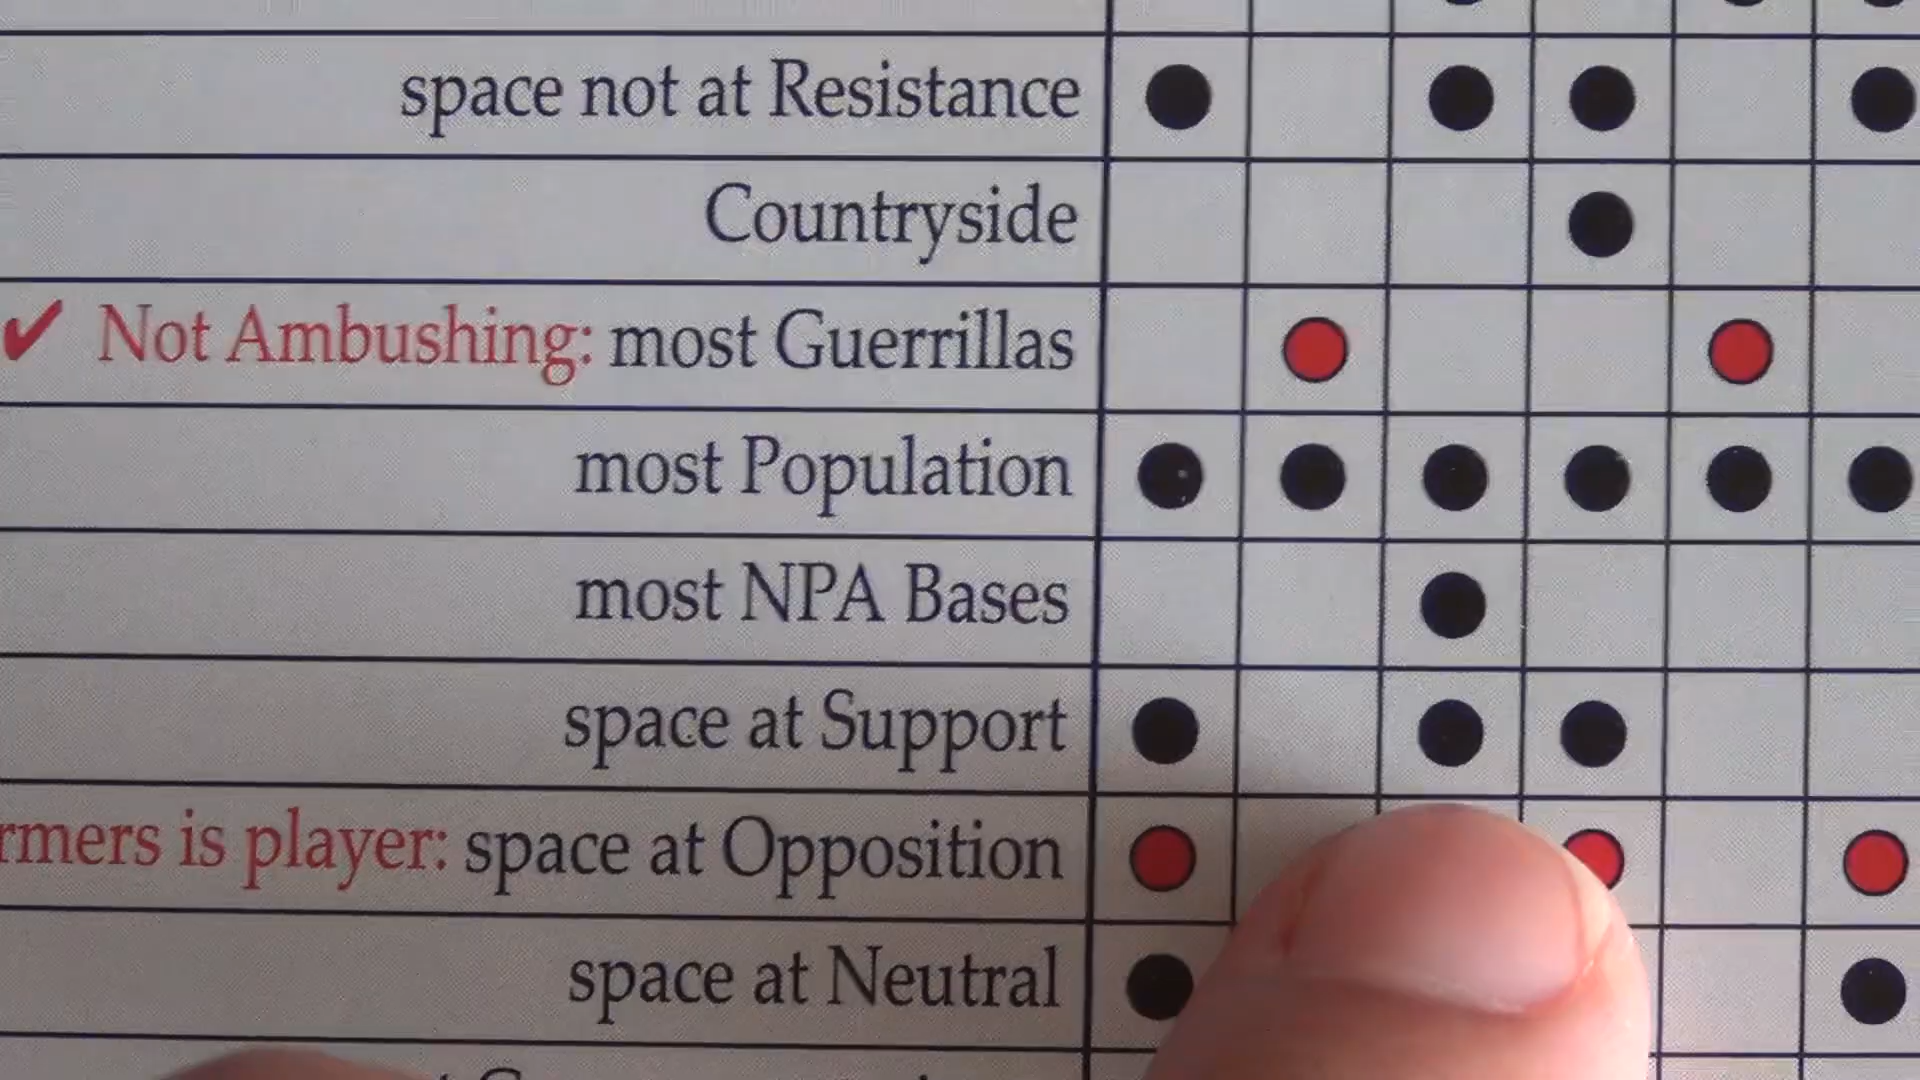 space not at Resistance
Countryside
✔ Not Ambushing: most Guerrillas
most Population
most NPA Bases
space at Support
is player: space at Opposition
space at Neutral